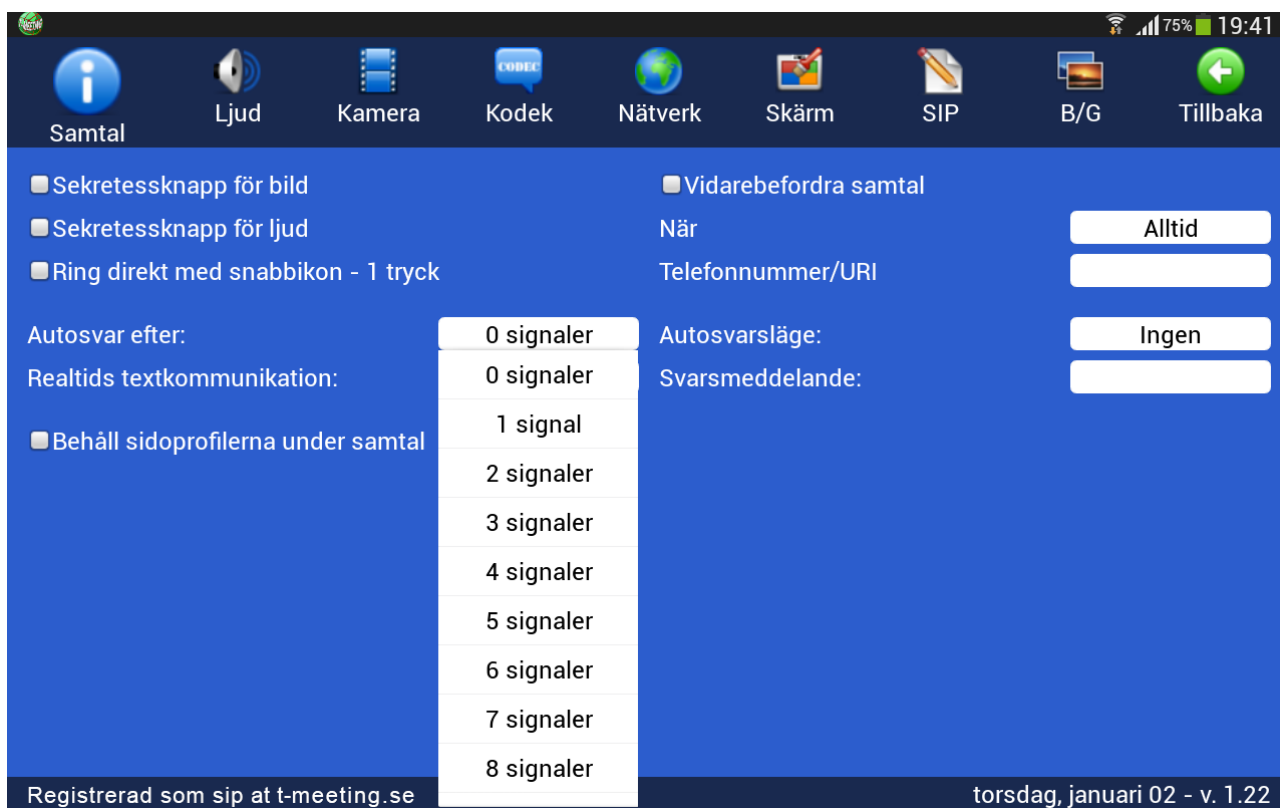 75% 19:41
Samtal
Ljud
Kamera
CODEC
Kodek
Nätverk
Skärm
SIP
B/G
Tillbaka
Sekretessknapp för bild
Sekretessknapp för ljud
Ring direkt med snabbikon - 1 tryck
Autosvar efter: 0 signaler
Realtids textkommunikation:
Behåll sidoprofilerna under samtal
0 signaler
1 signal
2 signaler
3 signaler
4 signaler
5 signaler
6 signaler
7 signaler
8 signaler
Vidarebefordra samtal
När Alltid
Telefonnummer/URI
Autosvarsläge: Ingen
Svarsmeddelande:
Registrerad som sip at t-meeting.se
torsdag, januari 02 - v. 1.22